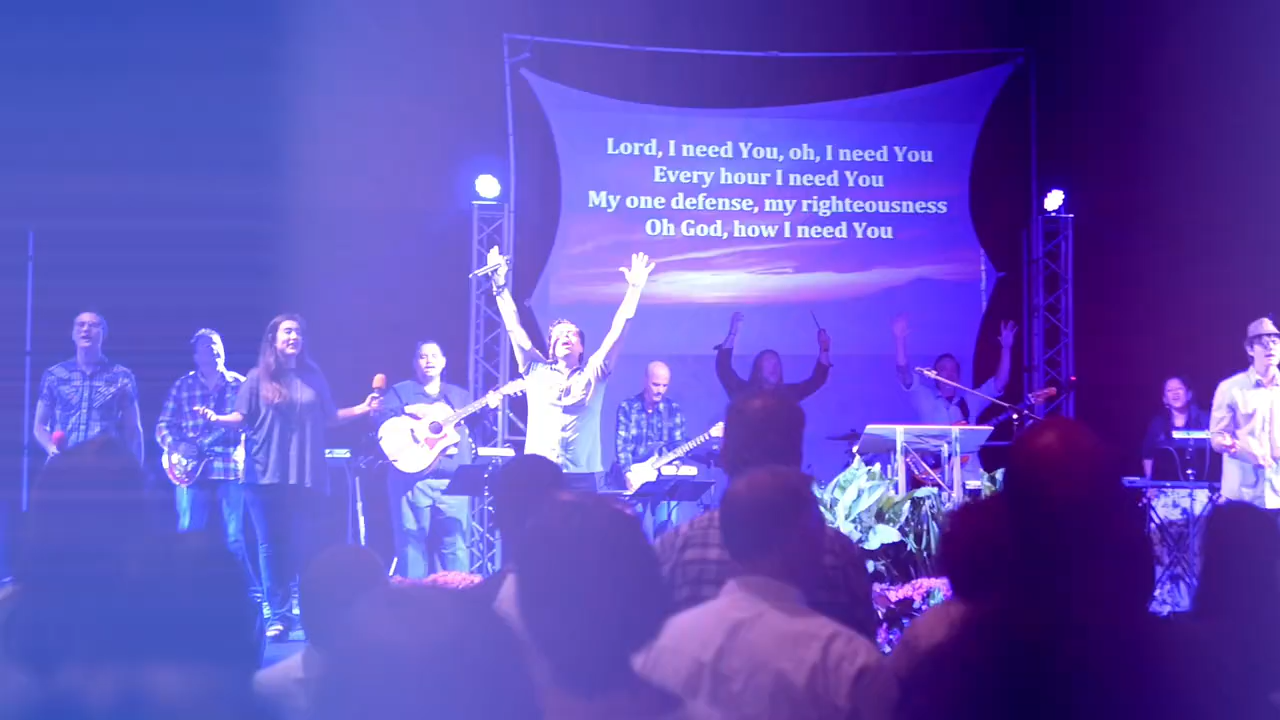 Lord, I need You, oh, I need You
Every hour I need You
My one defense, my righteousness
Oh God, how I need You